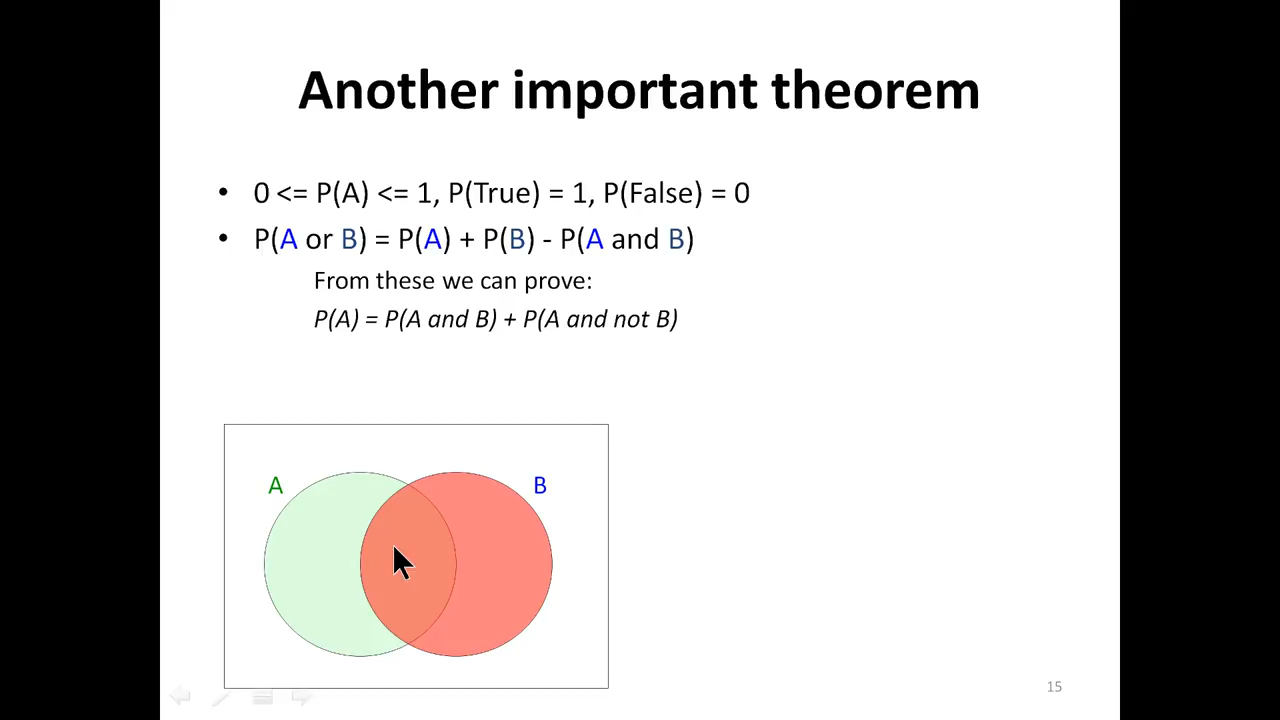 Another important theorem
• 0 <= P(A) <= 1, P(True) = 1, P(False) = 0
• P(A or B) = P(A) + P(B) - P(A and B)
From these we can prove:
P(A) = P(A and B) + P(A and not B)
A
B
15